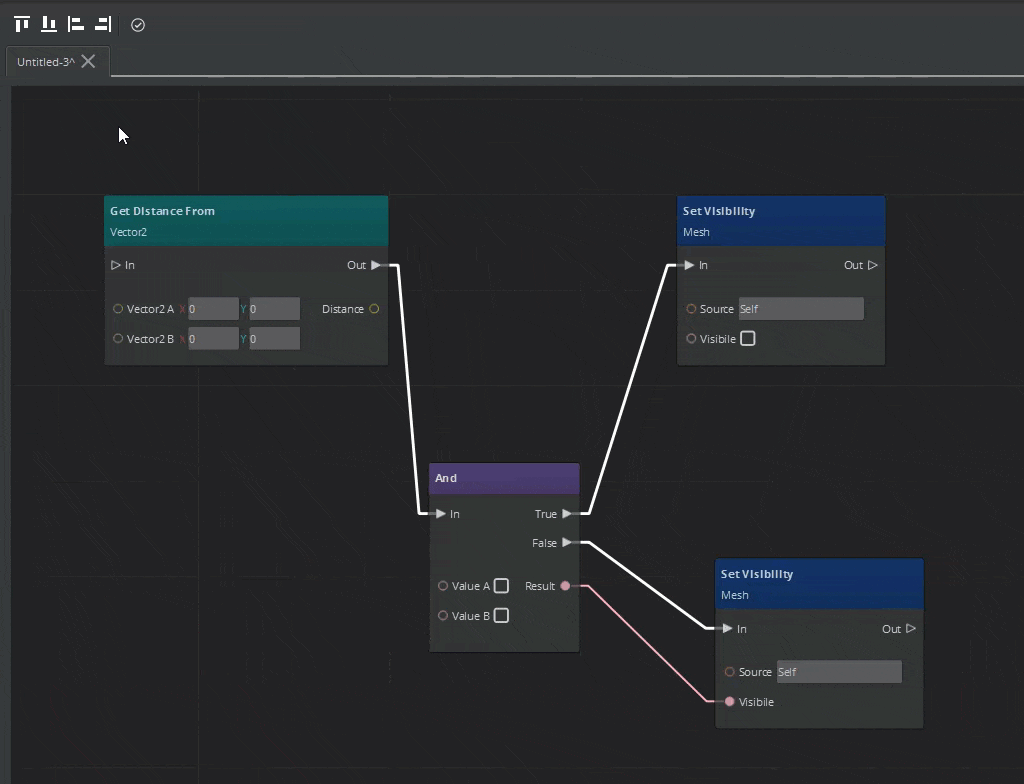 Untitled-3^
Get Distance From
Vector2
In Out
Vector2 A X 0 Y 0 Distance
Vector2 B X 0 Y 0
Set Visibility
Mesh
In Out
Source Self
Visibile
And
In True
False
Value A Result
Value B
Set Visibility
Mesh
In Out
Source Self
Visibile